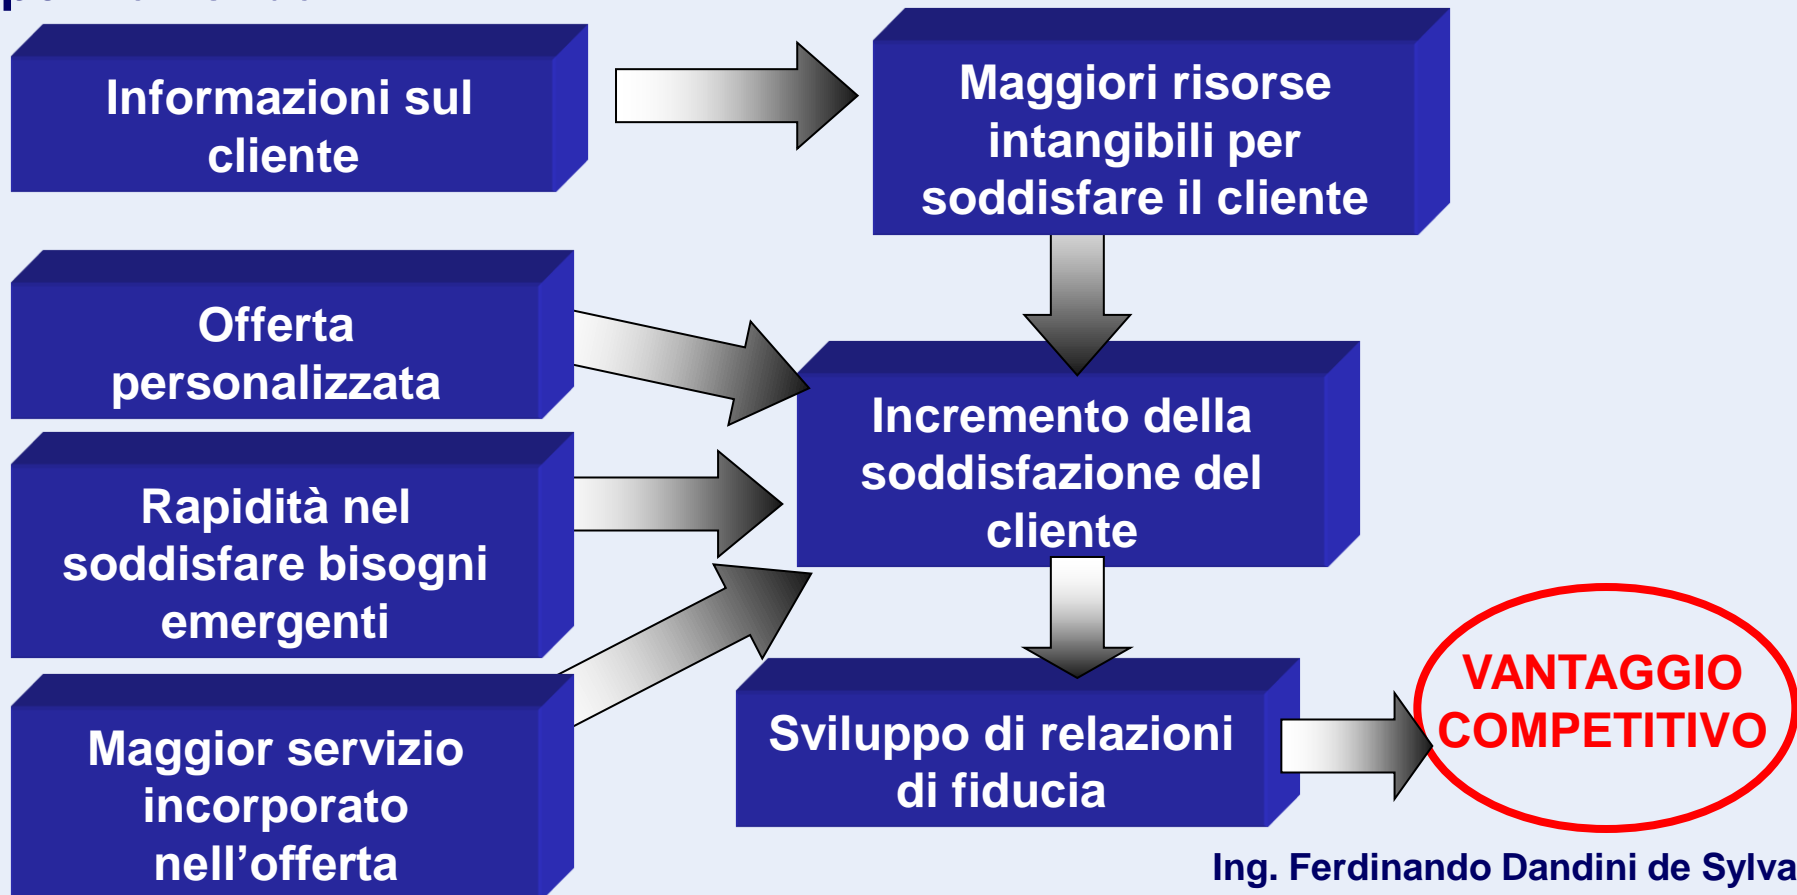 Informazioni sul
cliente
Maggiori risorse
intangibili per
soddisfare il cliente
Offerta
personalizzata
Incremento della
soddisfazione del
cliente
Rapidità nel
soddisfare bisogni
emergenti
Maggior servizio
incorporato
nell’offerta
Sviluppo di relazioni
di fiducia
VANTAGGIO
COMPETITIVO
Ing. Ferdinando Dandini de Sylva